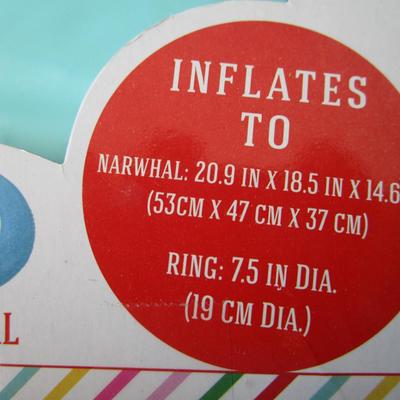 INFLATES
TO
NARWHAL: 20.9 IN X 18.5 IN X 14.6
(53CM X 47 CM X 37 CM)
RING: 7.5 IN DIA.
(19 CM DIA.)